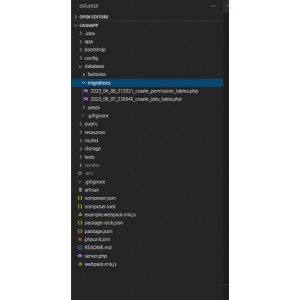 EXPLORER
OPEN EDITORS
CASHAPP
.idea
app
bootstrap
config
database
factories
migrations
2020_04_08_213321_create_permission_tables.php
2020_06_07_235645_create_jobs_table.php
seeds
.gitignore
public
resources
routes
storage
tests
vendor
.env
.gitignore
artisan
composer.json
composer.lock
example.webpack.mix.js
package-lock.json
package.json
phpunit.xml
README.md
server.php
webpack.mix.js